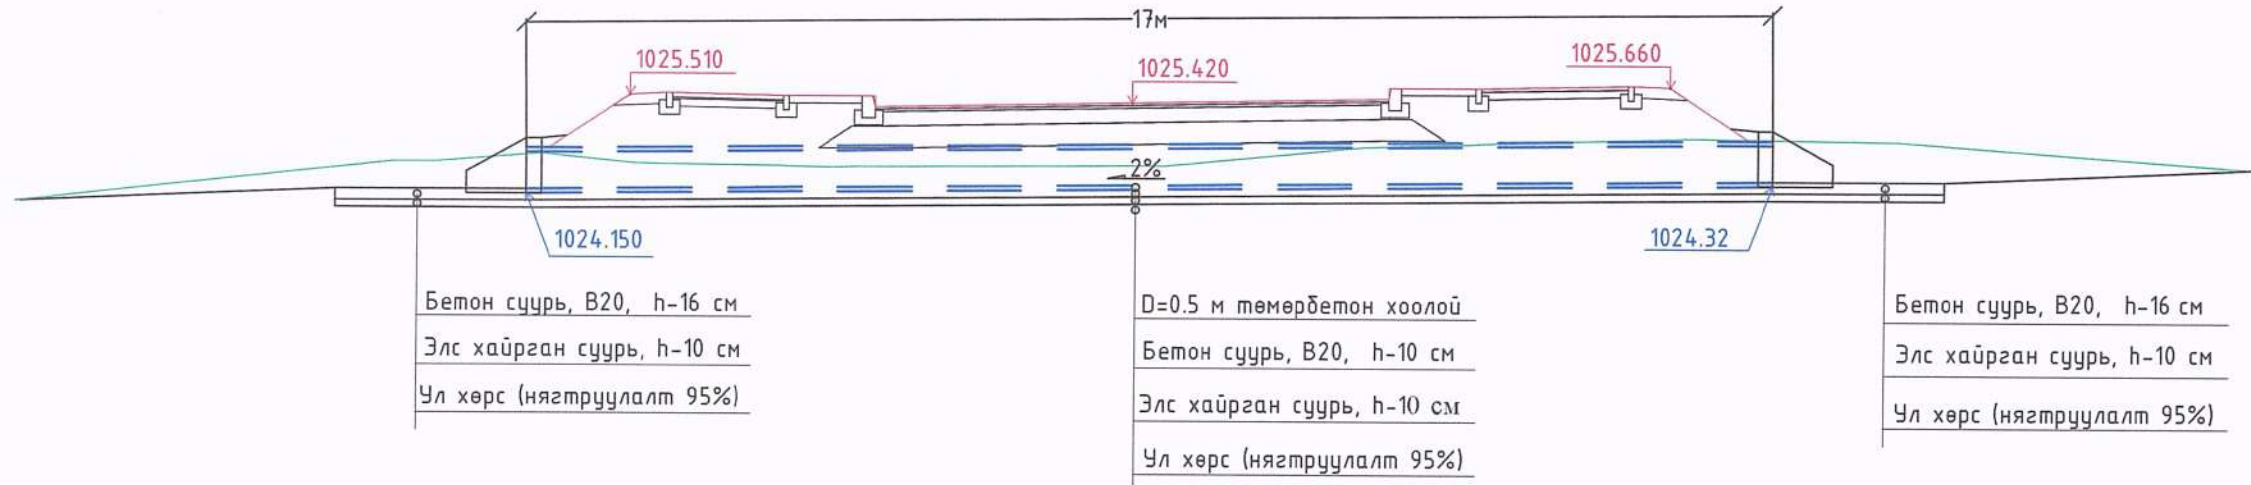 17м
1025.510
1025.420
1025.660
2%
1024.150
1024.32
Бетон суурь, В20, h-16 см
Элс хайрган суурь, h-10 см
Ул хөрс (нягтруулалт 95%)
D=0.5 м төмөрбетон хоолой
Бетон суурь, В20, h-10 см
Элс хайрган суурь, h-10 см
Ул хөрс (нягтруулалт 95%)
Бетон суурь, В20, h-16 см
Элс хайрган суурь, h-10 см
Ул хөрс (нягтруулалт 95%)